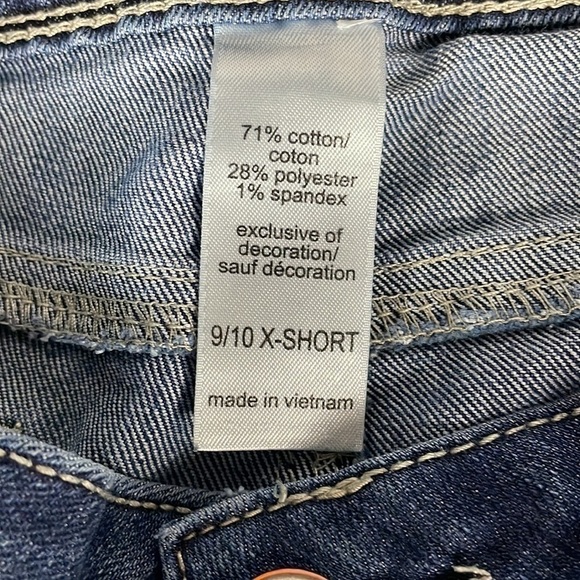 71% cotton/
coton
28% polyester
1% spandex
exclusive of
decoration/
sauf décoration
9/10 X-SHORT
made in vietnam